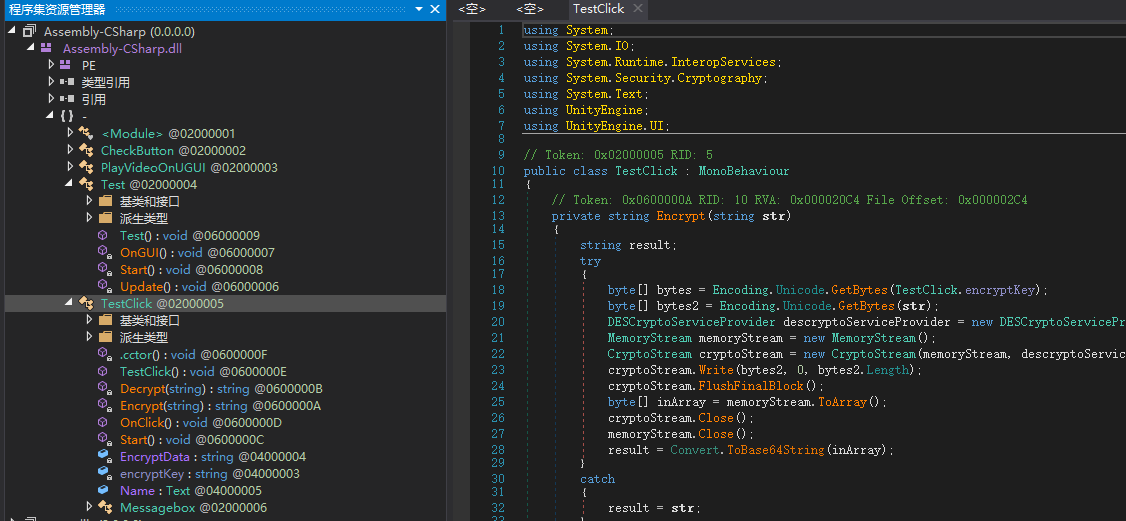 程序集资源管理器
Assembly-CSharp (0.0.0.0)
Assembly-CSharp.dll
PE
类型引用
引用
{ } -
<Module> @02000001
CheckButton @02000002
PlayVideoOnUGUI @02000003
Test @02000004
基类和接口
派生类型
Test() : void @06000009
OnGUI() : void @06000007
Start() : void @06000008
Update() : void @06000006
TestClick @02000005
基类和接口
派生类型
.cctor() : void @0600000F
TestClick() : void @0600000E
Decrypt(string) : string @0600000B
Encrypt(string) : string @0600000A
OnClick() : void @0600000D
Start() : void @0600000C
EncryptData : string @04000004
encryptKey : string @04000003
Name : Text @04000005
Messagebox @02000006
<空> <空> TestClick
1 using System;
2 using System.IO;
3 using System.Runtime.InteropServices;
4 using System.Security.Cryptography;
5 using System.Text;
6 using UnityEngine;
7 using UnityEngine.UI;
8
9 // Token: 0x02000005 RID: 5
10 public class TestClick : MonoBehaviour
11 {
12 // Token: 0x0600000A RID: 10 RVA: 0x000020C4 File Offset: 0x000002C4
13 private string Encrypt(string str)
14 {
15 string result;
16 try
17 {
18 byte[] bytes = Encoding.Unicode.GetBytes(TestClick.encryptKey);
19 byte[] bytes2 = Encoding.Unicode.GetBytes(str);
20 DESCryptoServiceProvider descryptoServiceProvider = new DESCryptoServicePr
21 MemoryStream memoryStream = new MemoryStream();
22 CryptoStream cryptoStream = new CryptoStream(memoryStream, descryptoServic
23 cryptoStream.Write(bytes2, 0, bytes2.Length);
24 cryptoStream.FlushFinalBlock();
25 byte[] inArray = memoryStream.ToArray();
26 cryptoStream.Close();
27 memoryStream.Close();
28 result = Convert.ToBase64String(inArray);
29 }
30 catch
31 {
32 result = str;